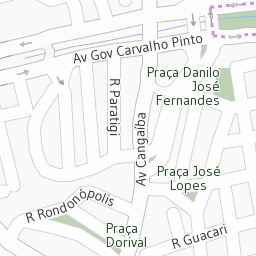 Av Gov Carvalho Pinto
Praça Danilo
José
Fernandes
R Paratigi
Av Cangaíba
Praça José
Lopes
R Rondonópolis
Praça
Dorival
R Guacari